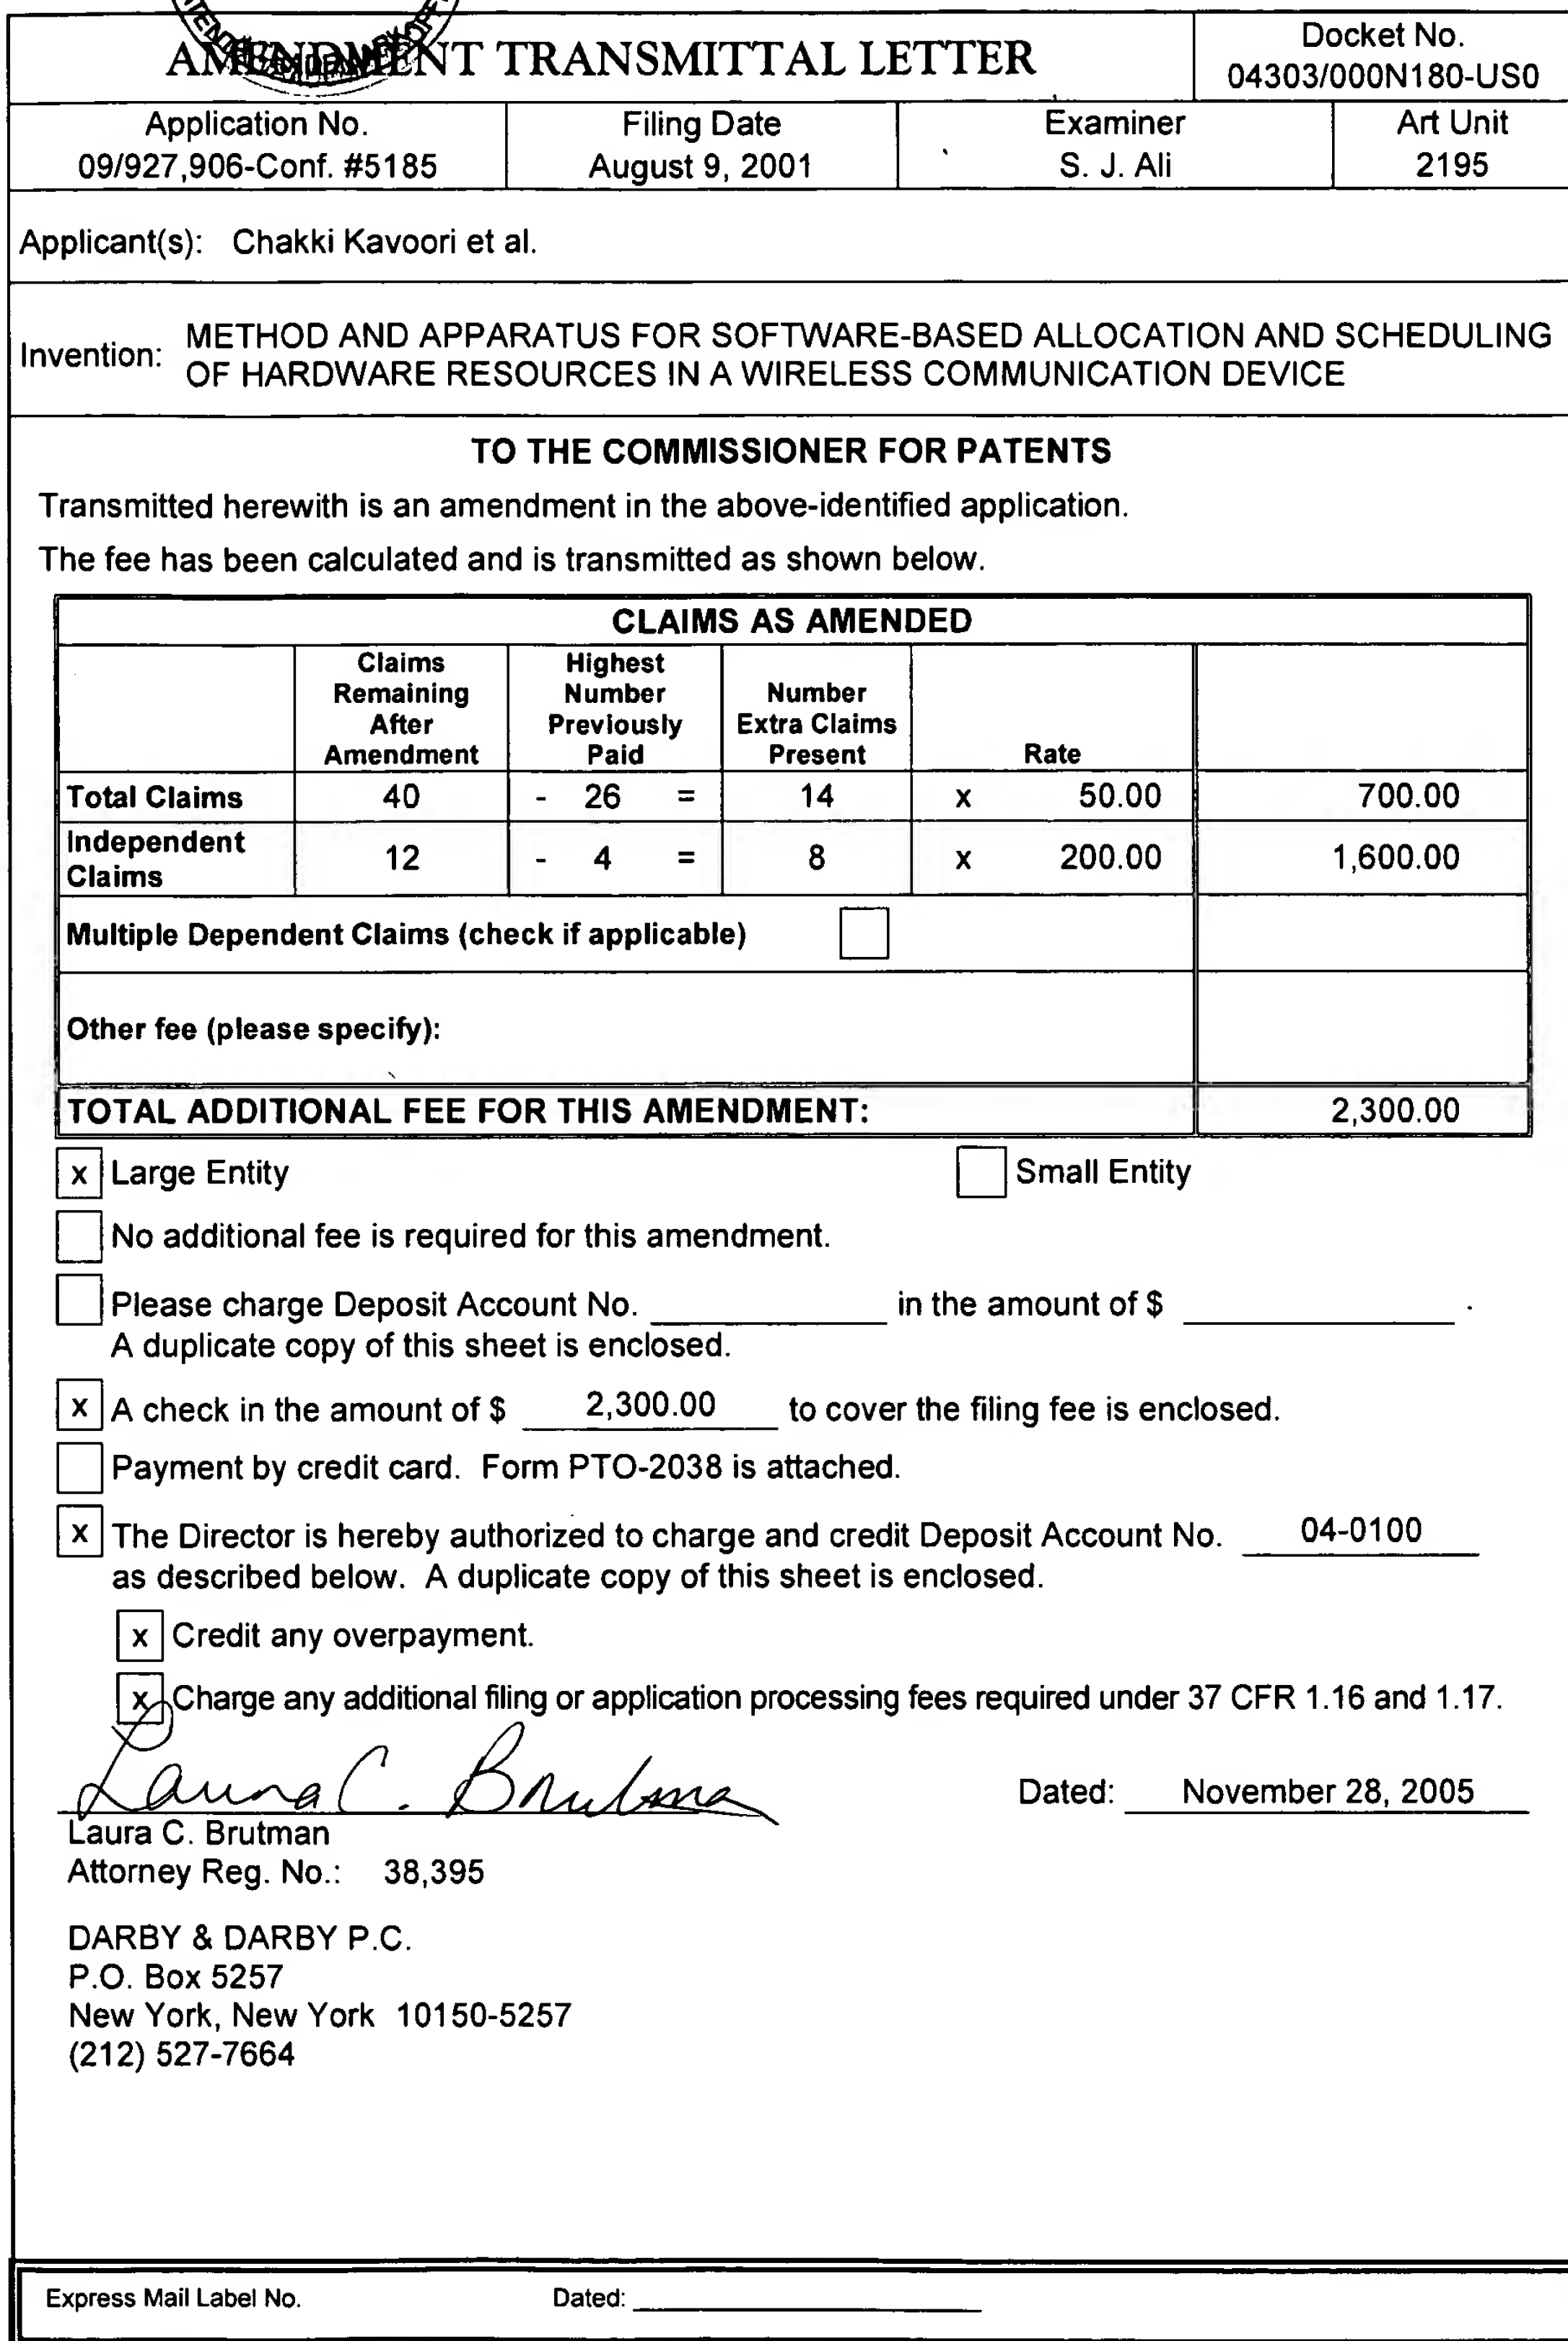 AMENDMENT TRANSMITTAL LETTER
Docket No.
04303/000N180-US0
Application No.
09/927,906-Conf. #5185
Filing Date
August 9, 2001
Examiner
S. J. Ali
Art Unit
2195
Applicant(s): Chakki Kavoori et al.
Invention: METHOD AND APPARATUS FOR SOFTWARE-BASED ALLOCATION AND SCHEDULING
OF HARDWARE RESOURCES IN A WIRELESS COMMUNICATION DEVICE
TO THE COMMISSIONER FOR PATENTS
Transmitted herewith is an amendment in the above-identified application.
The fee has been calculated and is transmitted as shown below.
CLAIMS AS AMENDED
Claims
Remaining
After
Amendment
Highest
Number
Previously
Paid
Number
Extra Claims
Present
Rate
Total Claims 40 - 26 = 14 x 50.00 700.00
Independent
Claims
12 - 4 = 8 x 200.00 1,600.00
Multiple Dependent Claims (check if applicable)
Other fee (please specify):
TOTAL ADDITIONAL FEE FOR THIS AMENDMENT: 2,300.00
x Large Entity Small Entity
No additional fee is required for this amendment.
Please charge Deposit Account No. in the amount of $ .
A duplicate copy of this sheet is enclosed.
x A check in the amount of $ 2,300.00 to cover the filing fee is enclosed.
Payment by credit card. Form PTO-2038 is attached.
x The Director is hereby authorized to charge and credit Deposit Account No. 04-0100
as described below. A duplicate copy of this sheet is enclosed.
x Credit any overpayment.
x Charge any additional filing or application processing fees required under 37 CFR 1.16 and 1.17.
Laura C. Brutman
Dated: November 28, 2005
Laura C. Brutman
Attorney Reg. No.: 38,395
DARBY & DARBY P.C.
P.O. Box 5257
New York, New York 10150-5257
(212) 527-7664
Express Mail Label No. Dated: